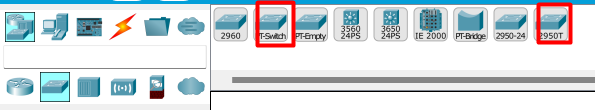 2960
PT-Switch
PT-Empty
3560
24PS
3650
24PS
IE 2000
PT-Bridge
2950-24
2950T